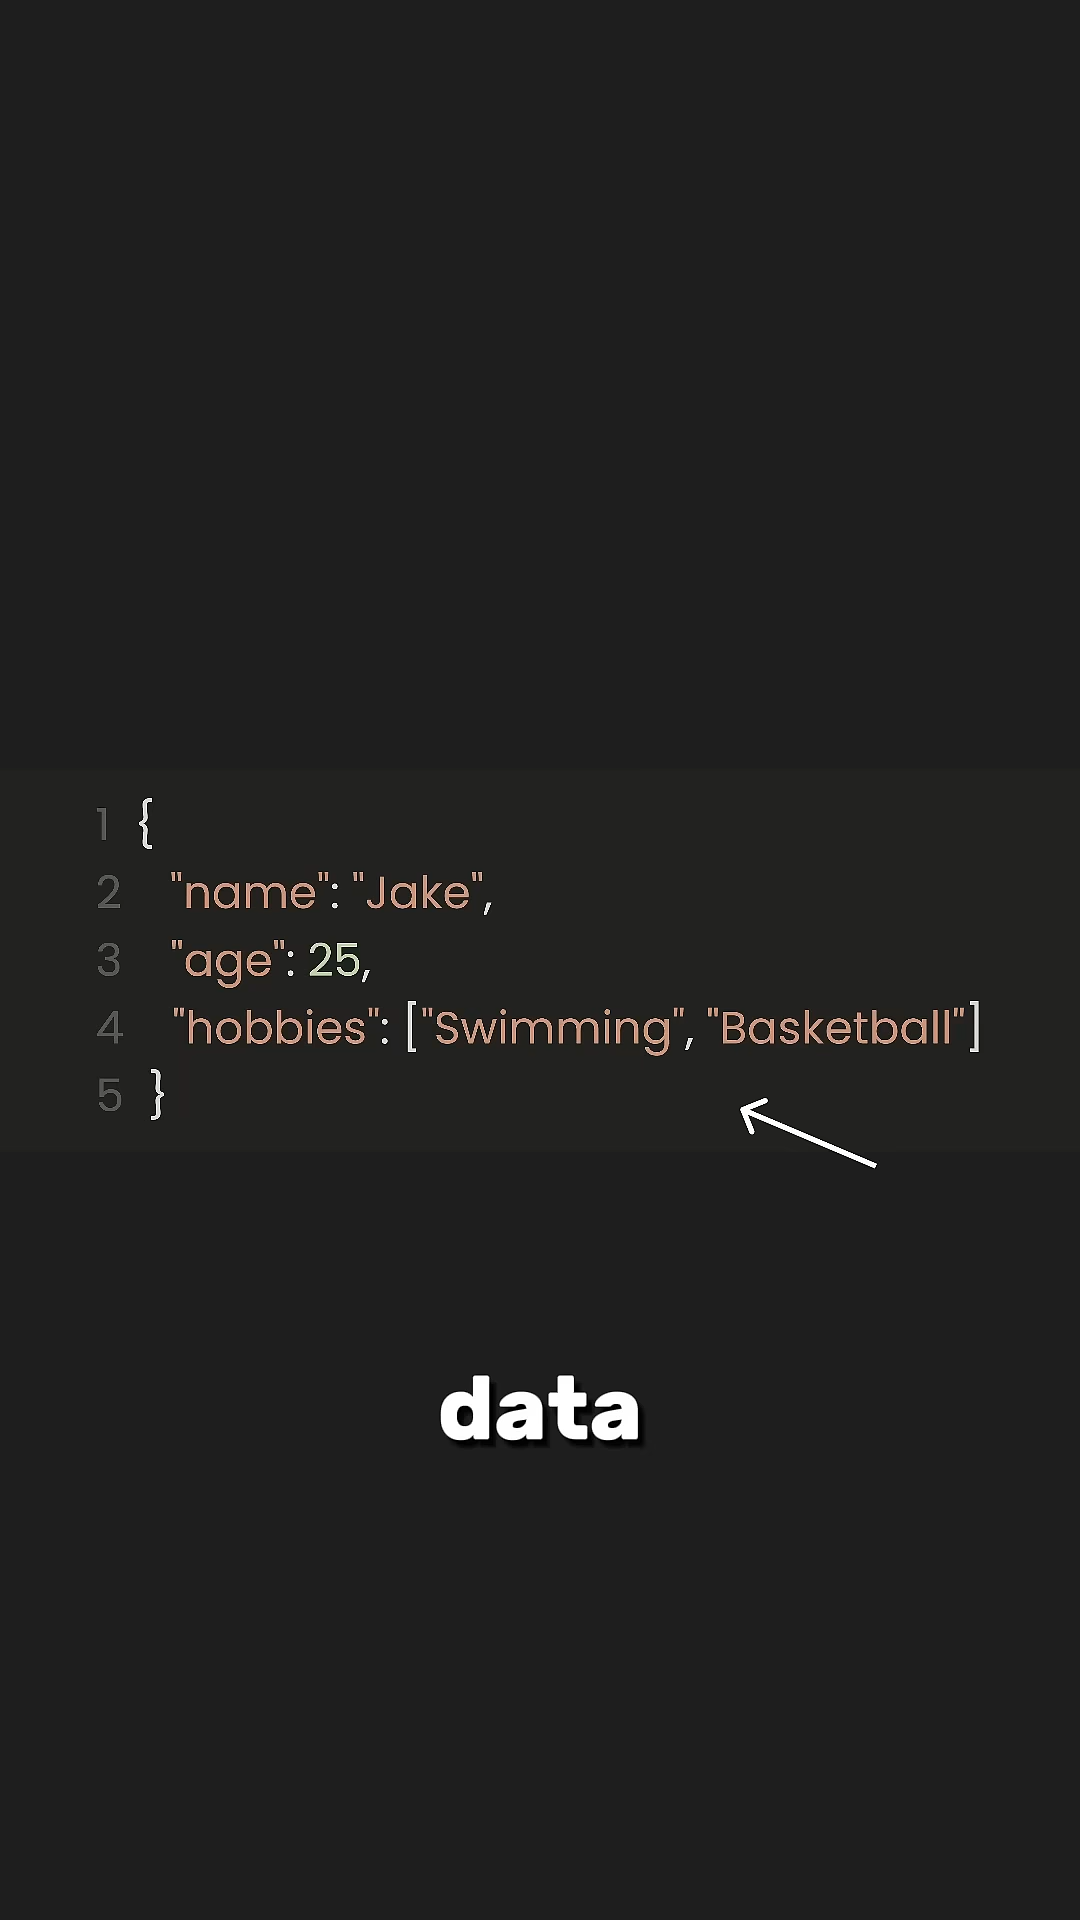 1 {
2 "name": "Jake",
3 "age": 25,
4 "hobbies": ["Swimming", "Basketball"]
5 }
data